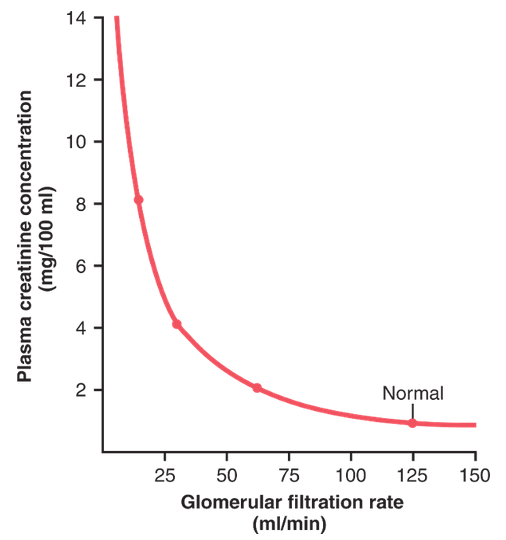 14
12
10
8
6
4
2
Plasma creatinine concentration
(mg/100 ml)
Normal
25 50 75 100 125 150
Glomerular filtration rate
(ml/min)